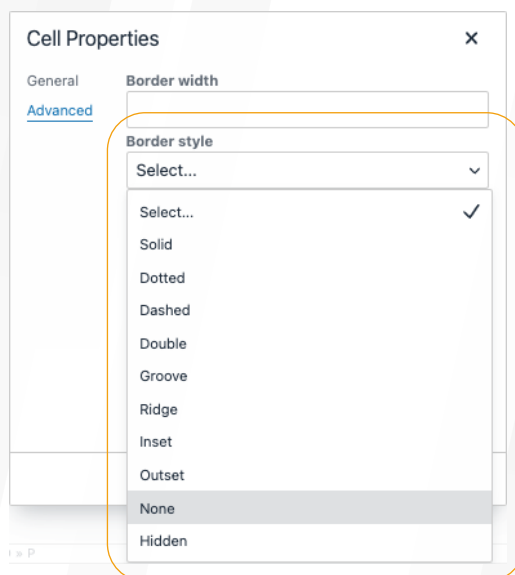 Cell Properties
General
Advanced
Border width
Border style
Select...
Select...
Solid
Dotted
Dashed
Double
Groove
Ridge
Inset
Outset
None
Hidden
» P